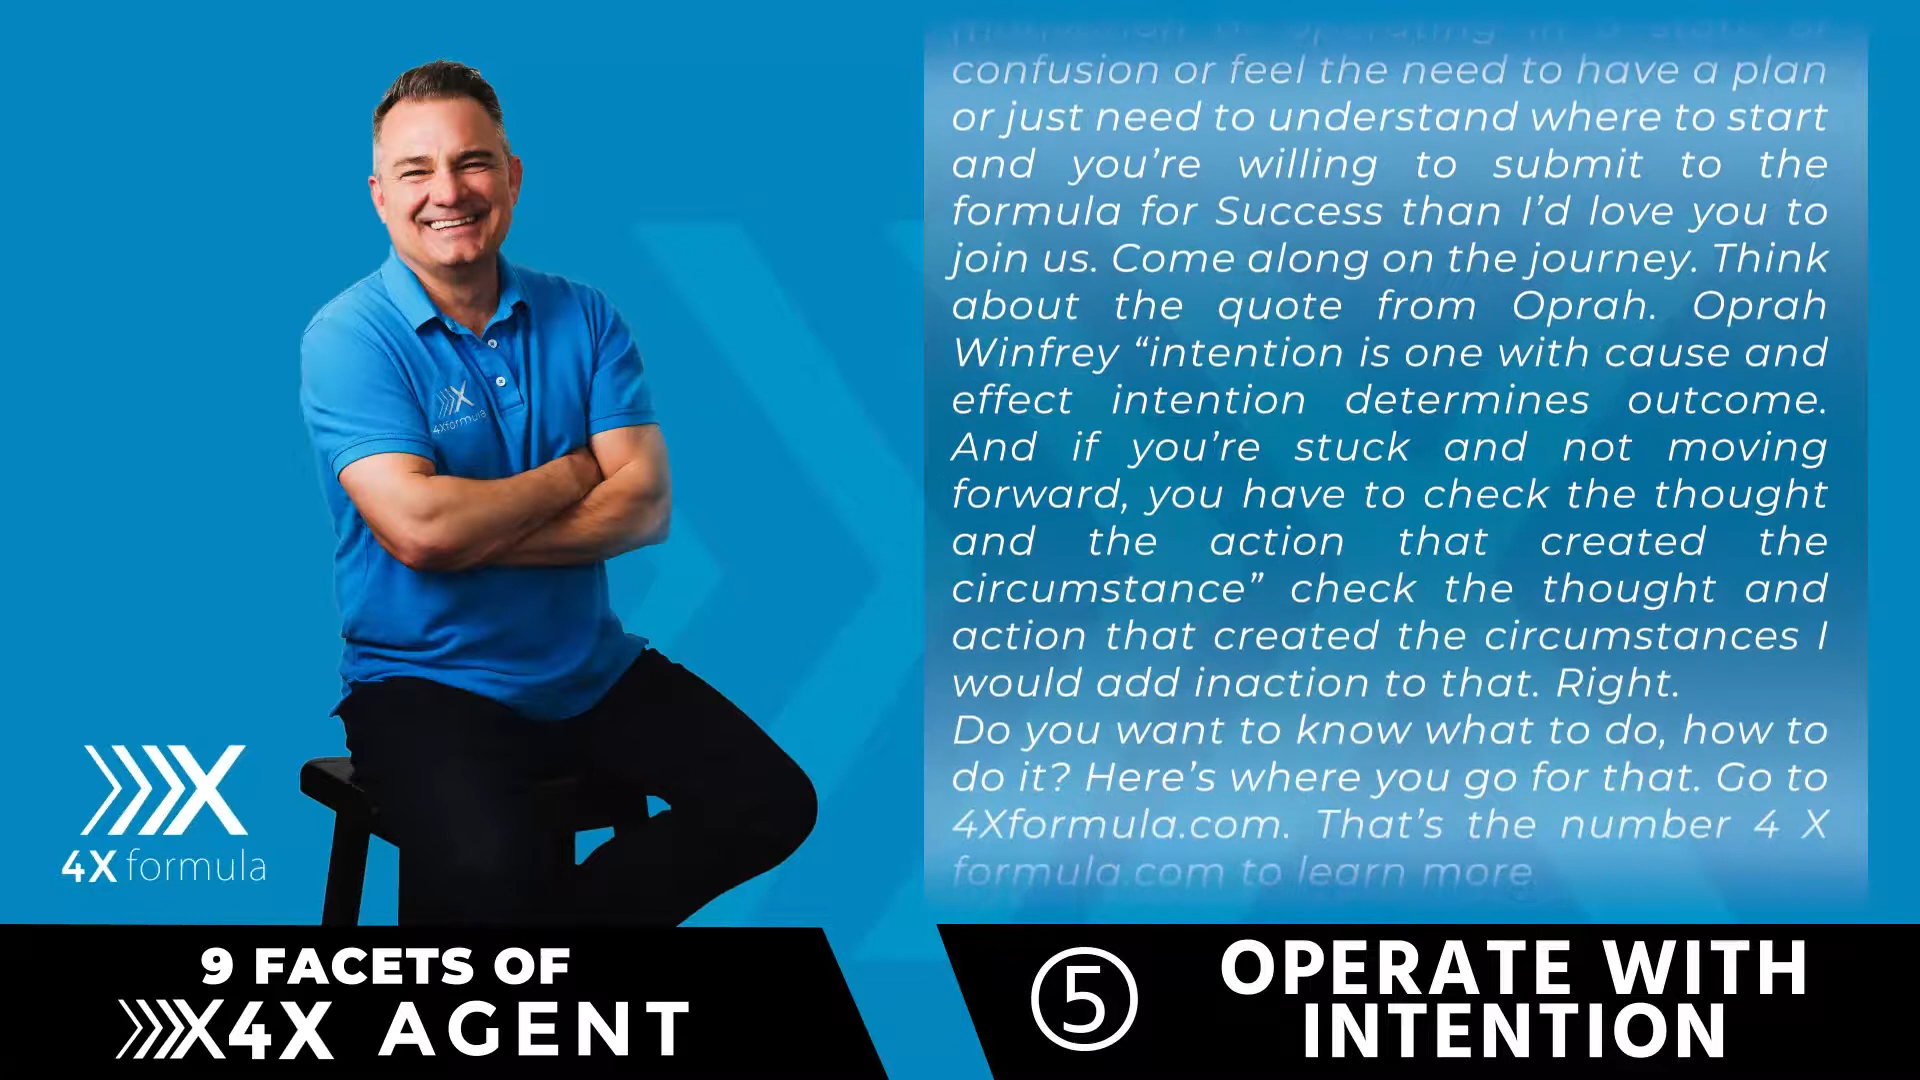 confusion or feel the need to have a plan
or just need to understand where to start
and you're willing to submit to the
formula for Success than I'd love you to
join us. Come along on the journey. Think
about the quote from Oprah. Oprah
Winfrey “intention is one with cause and
effect intention determines outcome.
And if you're stuck and not moving
forward, you have to check the thought
and the action that created the
circumstance” check the thought and
action that created the circumstances I
would add inaction to that. Right.
Do you want to know what to do, how to
do it? Here's where you go for that. Go to
4Xformula.com. That's the number 4 X
formula.com to learn more
X
4Xformula
X
4X formula
9 FACETS OF
X4X AGENT
5
OPERATE WITH
INTENTION